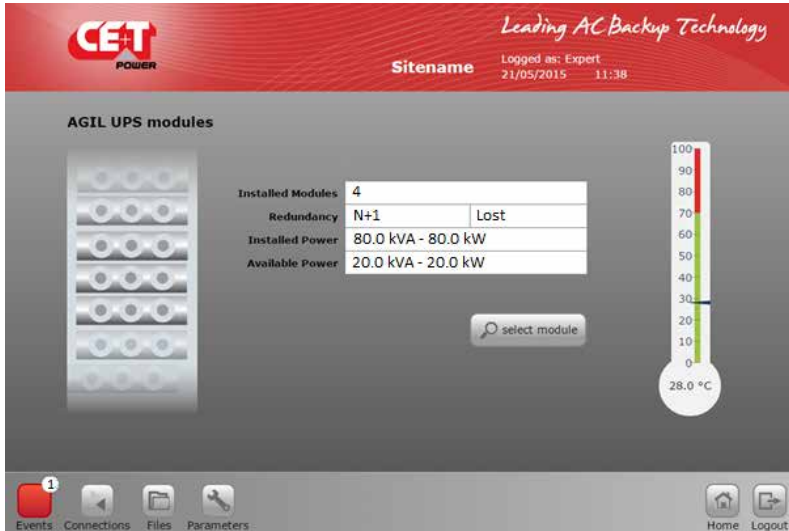 CE+T
POWER
Leading AC Backup Technology
Sitename
Logged as: Expert
21/05/2015 11:38
AGIL UPS modules
Installed Modules 4
Redundancy N+1 Lost
Installed Power 80.0 kVA - 80.0 kW
Available Power 20.0 kVA - 20.0 kW
select module
100
90
80
70
60
50
40
30
20
10
0
28.0 °C
1
Events Connections Files Parameters Home Logout